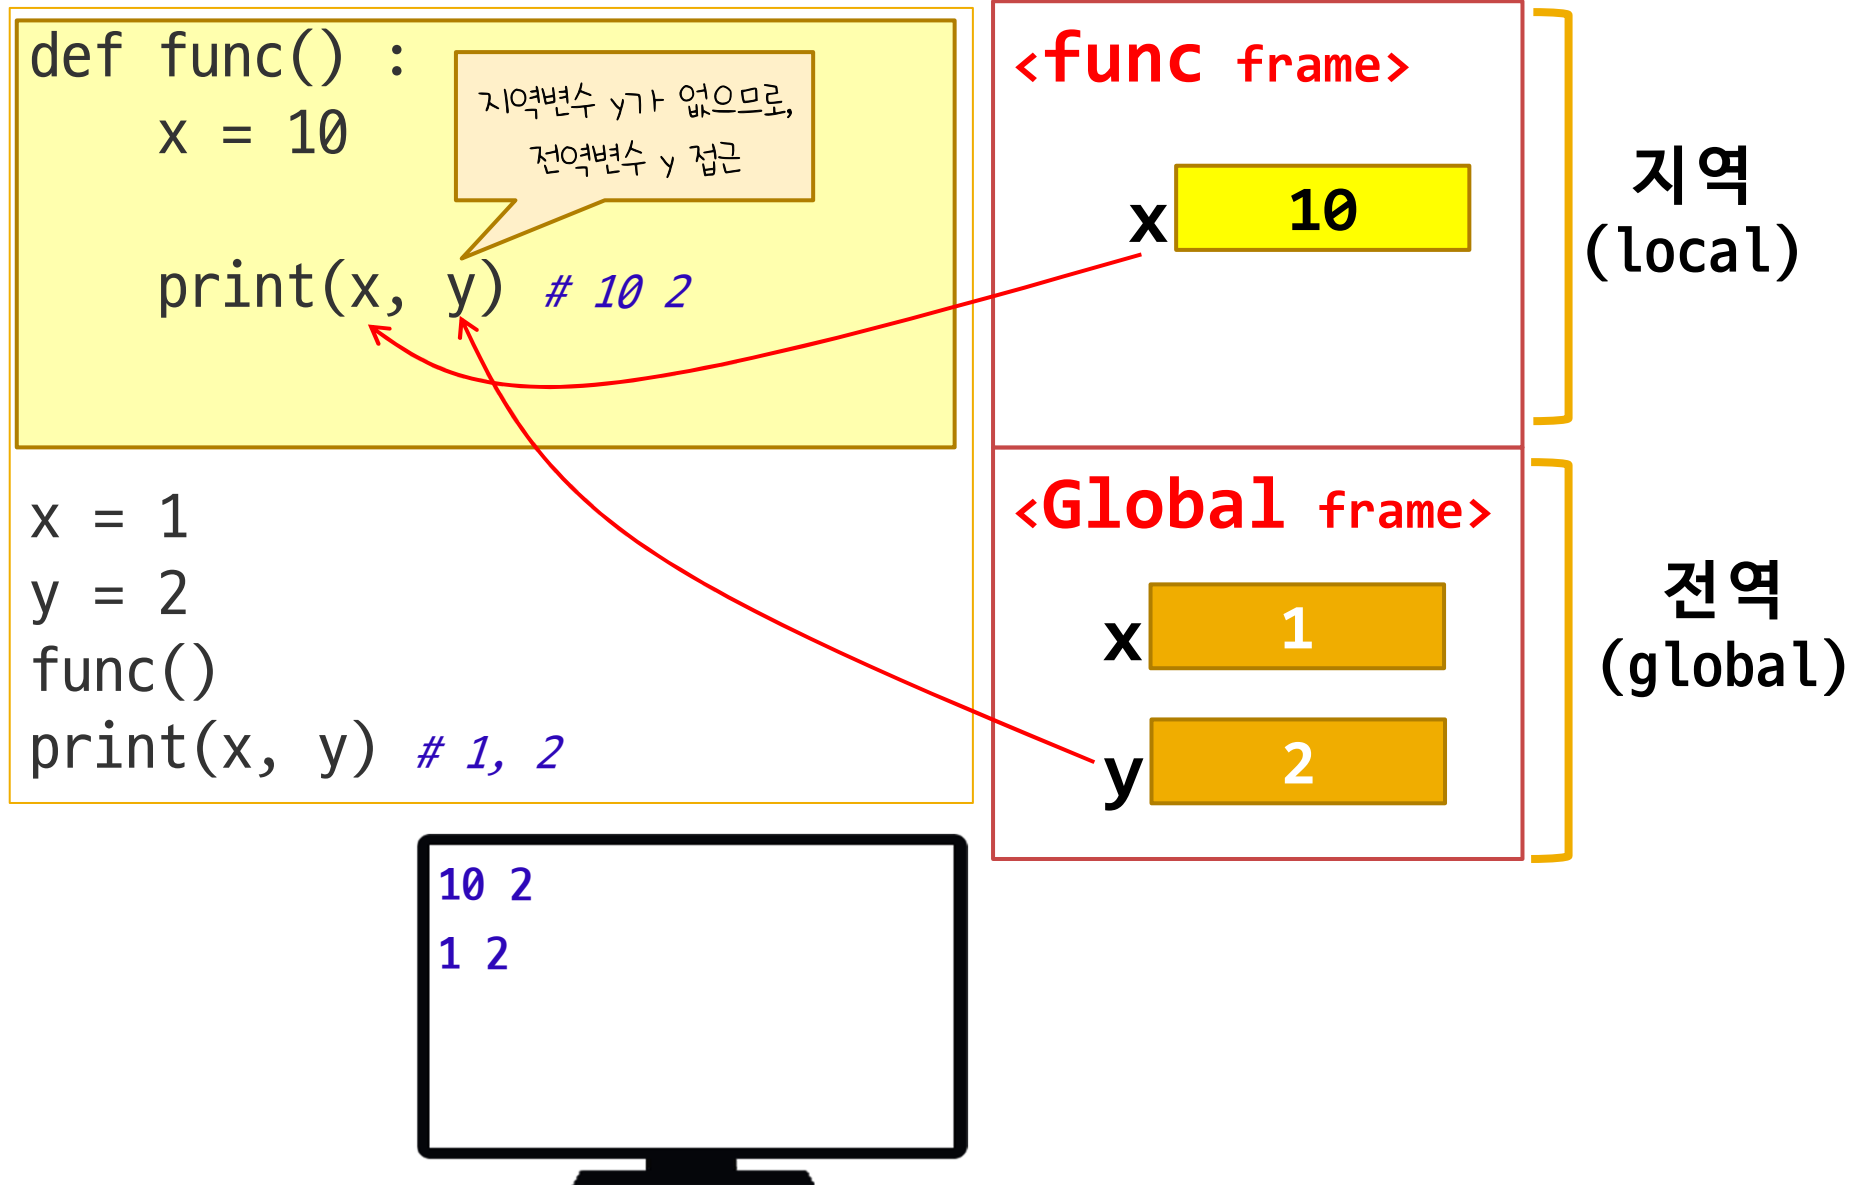 def func() :
x = 10
지역변수 y가 없으므로,
전역변수 y 접근
print(x, y) # 10 2
x = 1
y = 2
func()
print(x, y) # 1, 2
<func frame>
x 10
지역
(local)
<Global frame>
x 1
y 2
전역
(global)
10 2
1 2